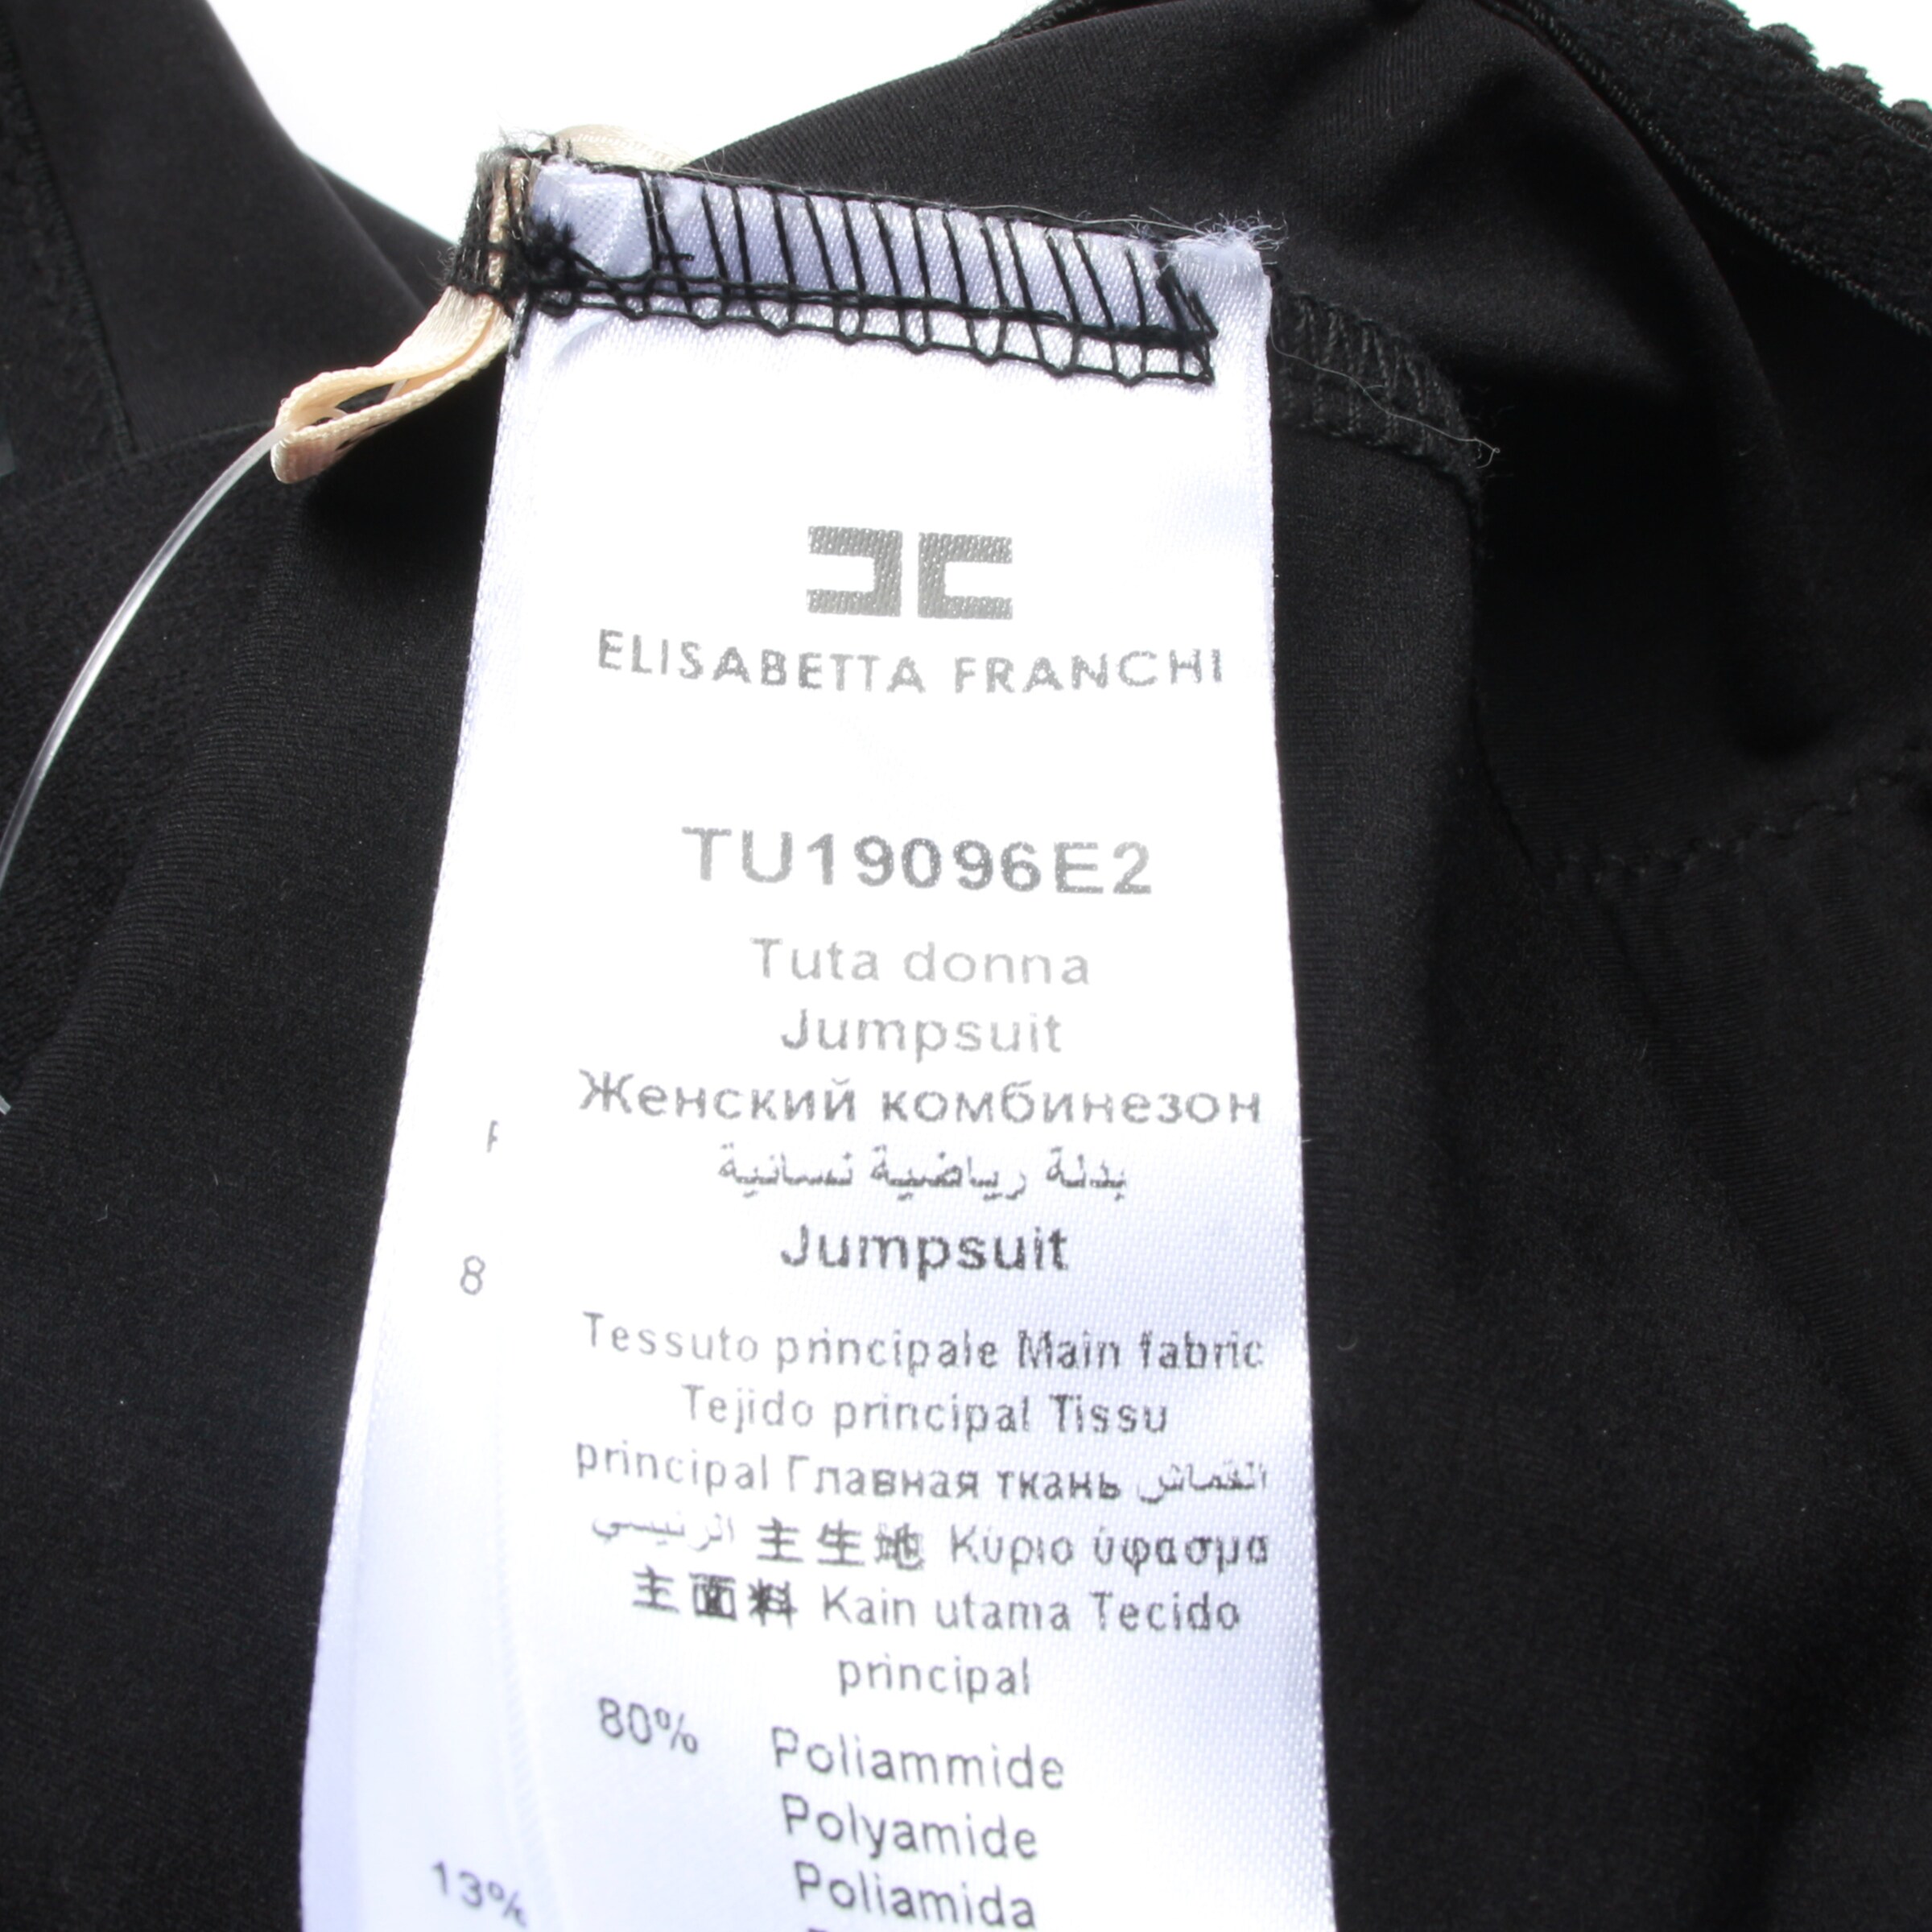 ELISABETTA FRANCHI
TU19096E2
Tuta donna
Jumpsuit
Женский комбинезон
بدلة رياضية نسائية
Jumpsuit
Tessuto principale Main fabric
Tejido principal Tissu
principal Главная ткань القماش
الرئيسي 主生地 Κύριο ύφασμα
主面料 Kain utama Tecido
principal
80% Poliammide
Polyamide
Poliamida
8
13%